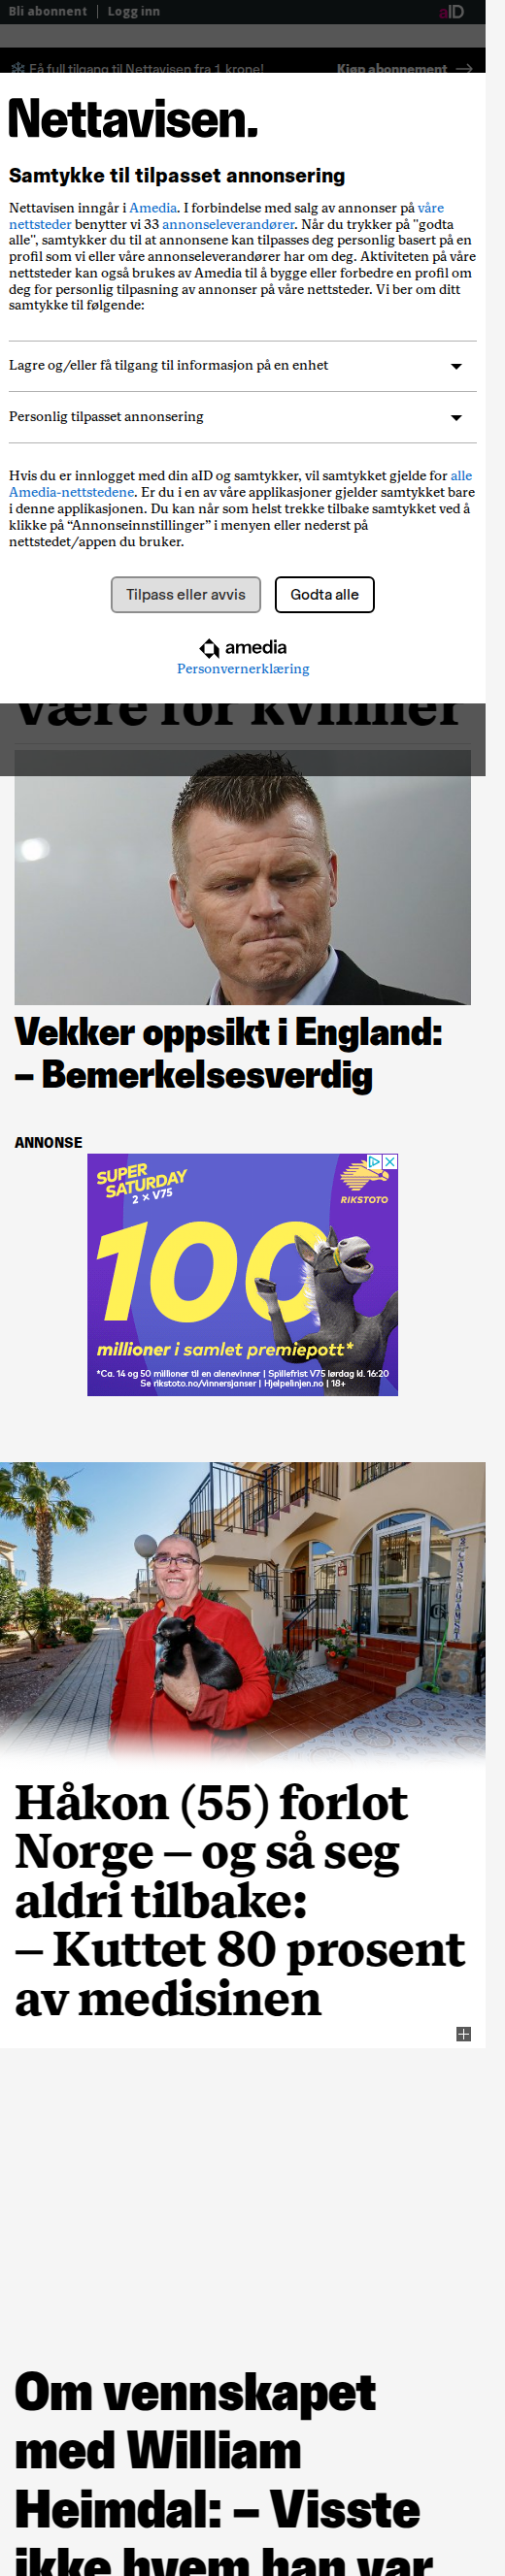 Bli abonnent | Logg inn
aID
Få full tilgang til Nettavisen fra 1 krone!
Kjøp abonnement →
Nettavisen.
Samtykke til tilpasset annonsering
Nettavisen inngår i Amedia. I forbindelse med salg av annonser på våre
nettsteder benytter vi 33 annonseleverandører. Når du trykker på "godta
alle", samtykker du til at annonsene kan tilpasses deg personlig basert på en
profil som vi eller våre annonseleverandører har om deg. Aktiviteten på våre
nettsteder kan også brukes av Amedia til å bygge eller forbedre en profil om
deg for personlig tilpasning av annonser på våre nettsteder. Vi ber om ditt
samtykke til følgende:
Lagre og/eller få tilgang til informasjon på en enhet
Personlig tilpasset annonsering
Hvis du er innlogget med din aID og samtykker, vil samtykket gjelde for alle
Amedia-nettstedene. Er du i en av våre applikasjoner gjelder samtykket bare
i denne applikasjonen. Du kan når som helst trekke tilbake samtykket ved å
klikke på “Annonseinnstillinger” i menyen eller nederst på
nettstedet/appen du bruker.
Tilpass eller avvis
Godta alle
amedia
Personvernerklæring
være for kvinner
Vekker oppsikt i England:
– Bemerkelsesverdig
ANNONSE
SUPER
SATURDAY
2 × V75
RIKSTOTO
100
millioner i samlet premiepott*
*Ca. 14 og 50 millioner til en alenevinner | Spillefrist V75 lørdag kl. 16:20
Se rikstoto.no/vinnersjanser | Hjelpelinjen.no | 18+
Håkon (55) forlot
Norge – og så seg
aldri tilbake:
– Kuttet 80 prosent
av medisinen
Om vennskapet
med William
Heimdal: – Visste
ikke hvem han var